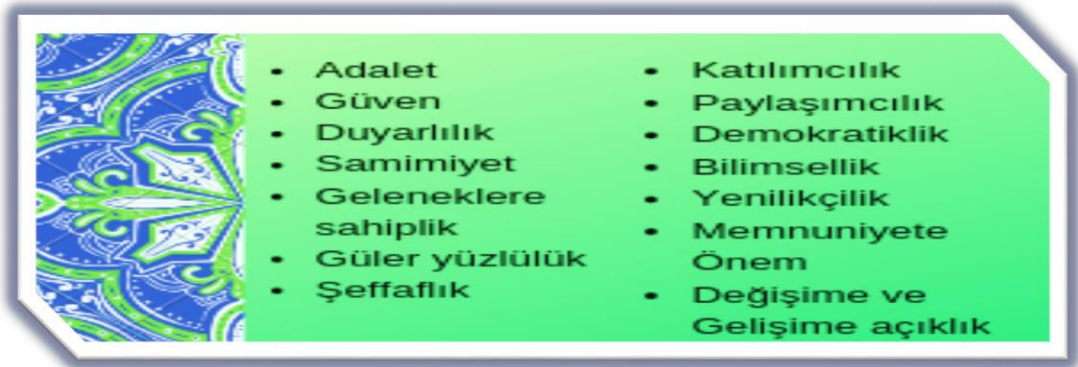 • Adalet
• Güven
• Duyarlılık
• Samimiyet
• Geleneklere
sahiplik
• Güler yüzlülük
• Şeffaflık
• Katılımcılık
• Paylaşımcılık
• Demokratiklik
• Bilimsellik
• Yenilikçilik
• Memnuniyete
Önem
• Değişime ve
Gelişime açıklık